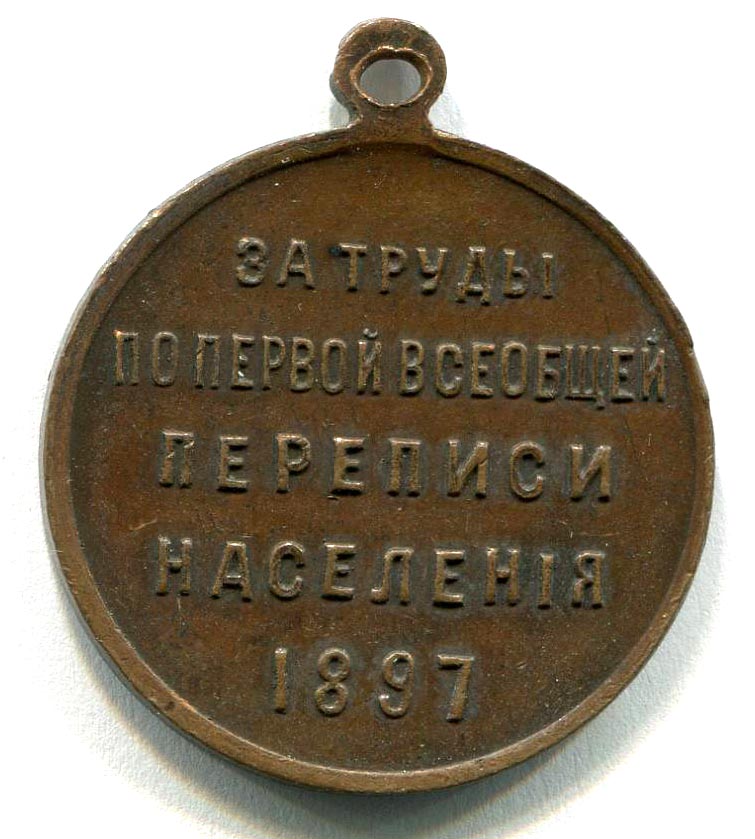 ЗА ТРУДЫ
ПО ПЕРВОЙ ВСЕОБЩЕЙ
ПЕРЕПИСИ
НАСЕЛЕНІЯ
1897